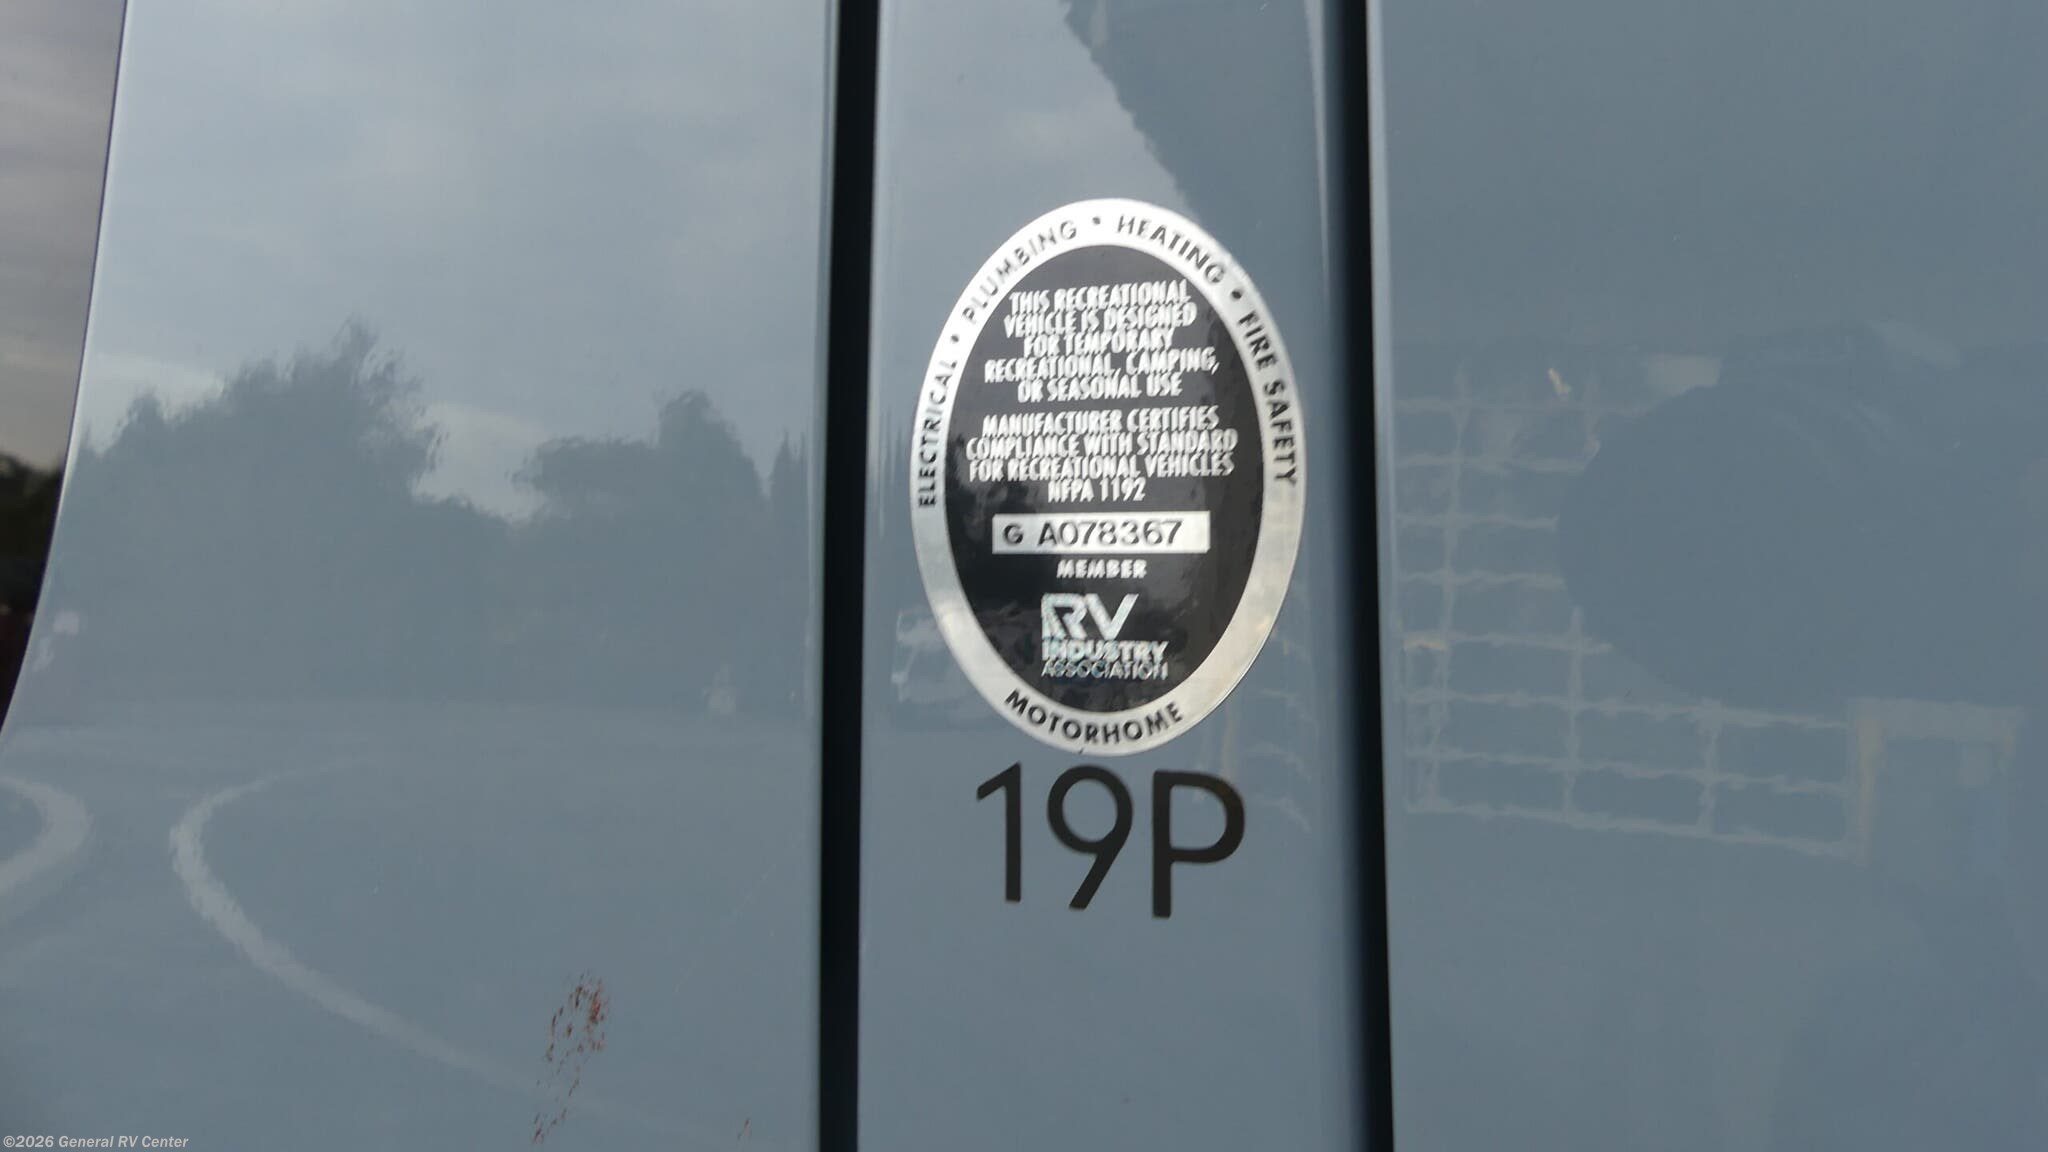 ELECTRICAL • PLUMBING • HEATING • FIRE SAFETY
THIS RECREATIONAL
VEHICLE IS DESIGNED
FOR TEMPORARY
RECREATIONAL, CAMPING,
OR SEASONAL USE
MANUFACTURER CERTIFIES
COMPLIANCE WITH STANDARD
FOR RECREATIONAL VEHICLES
NFPA 1192
G A078367
MEMBER
RV
INDUSTRY
ASSOCIATION
MOTORHOME
19P
©2026 General RV Center